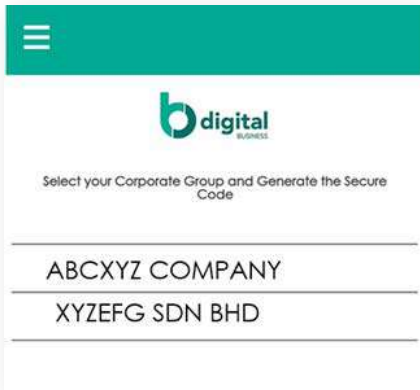 b digital
BUSINESS
Select your Corporate Group and Generate the Secure
Code
ABCXYZ COMPANY
XYZEFG SDN BHD